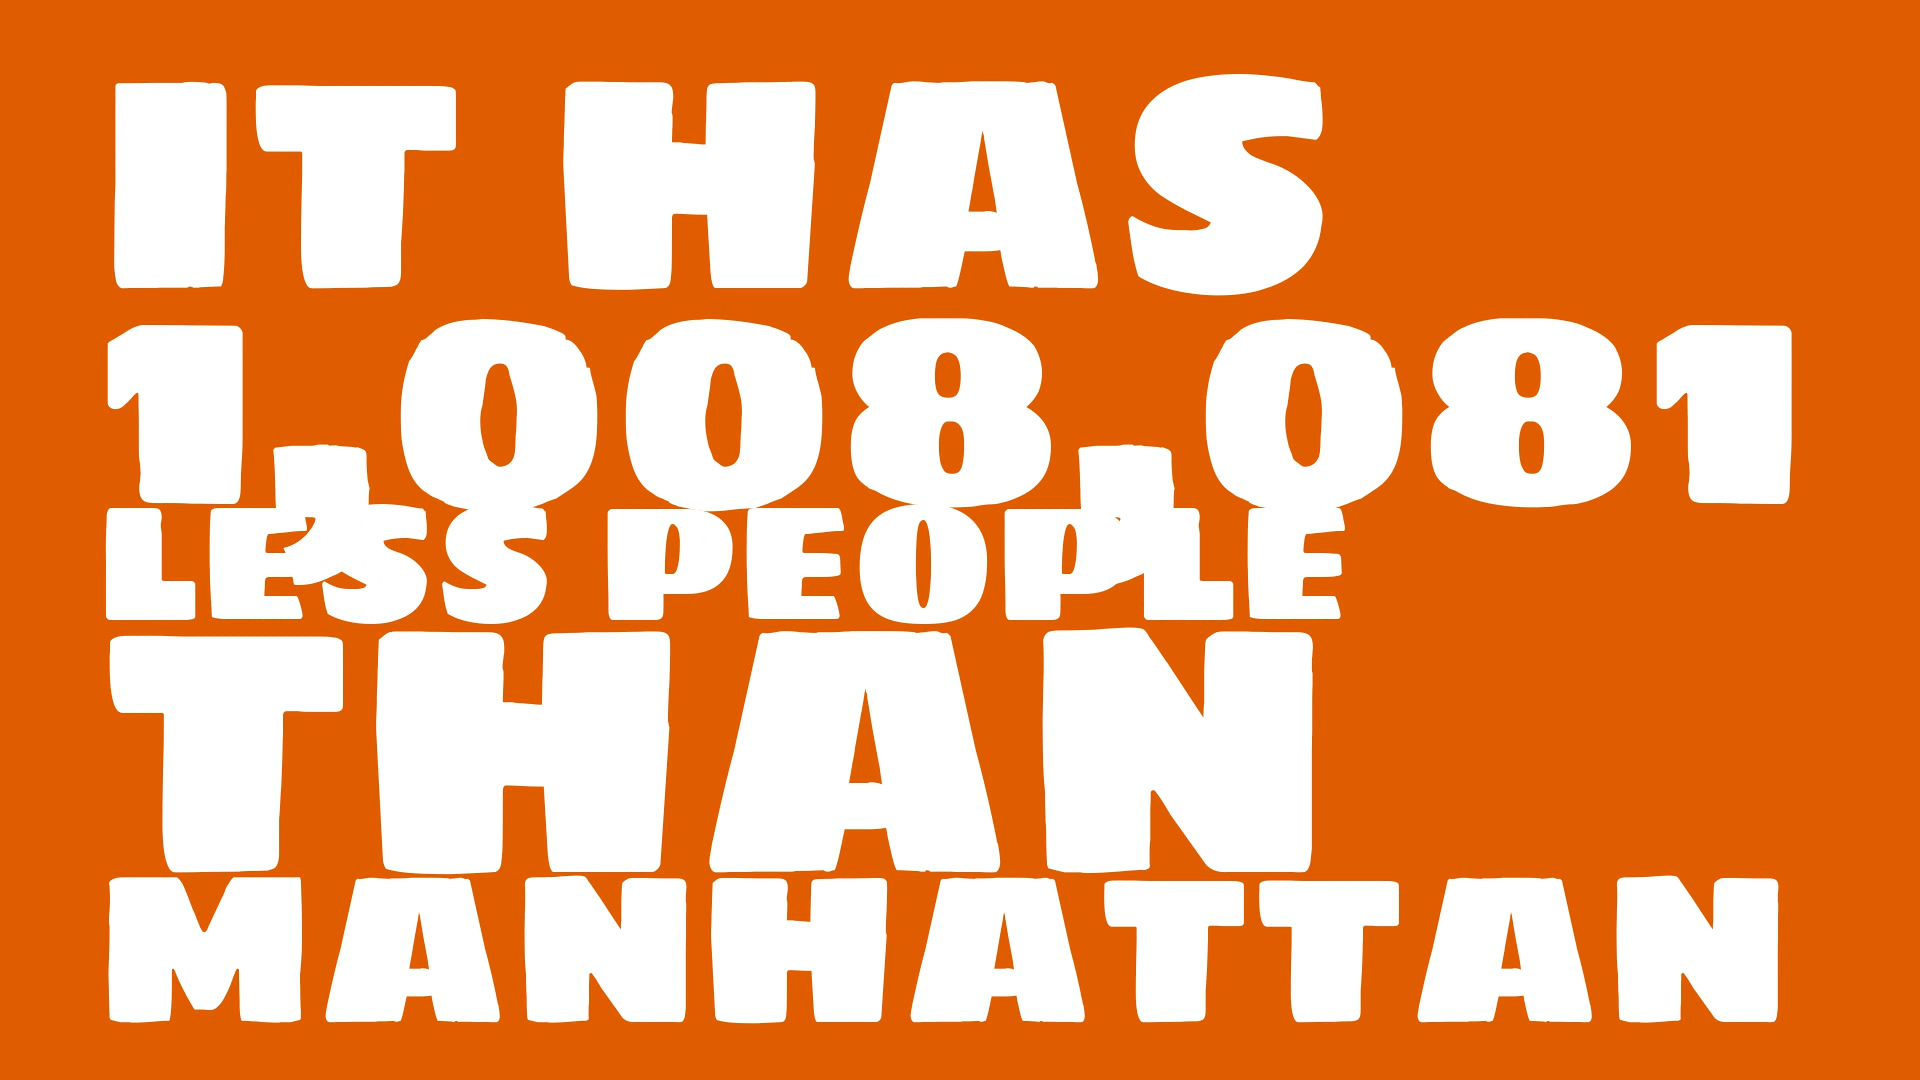 IT HAS
1,008,081
LESS PEOPLE
THAN
MANHATTAN